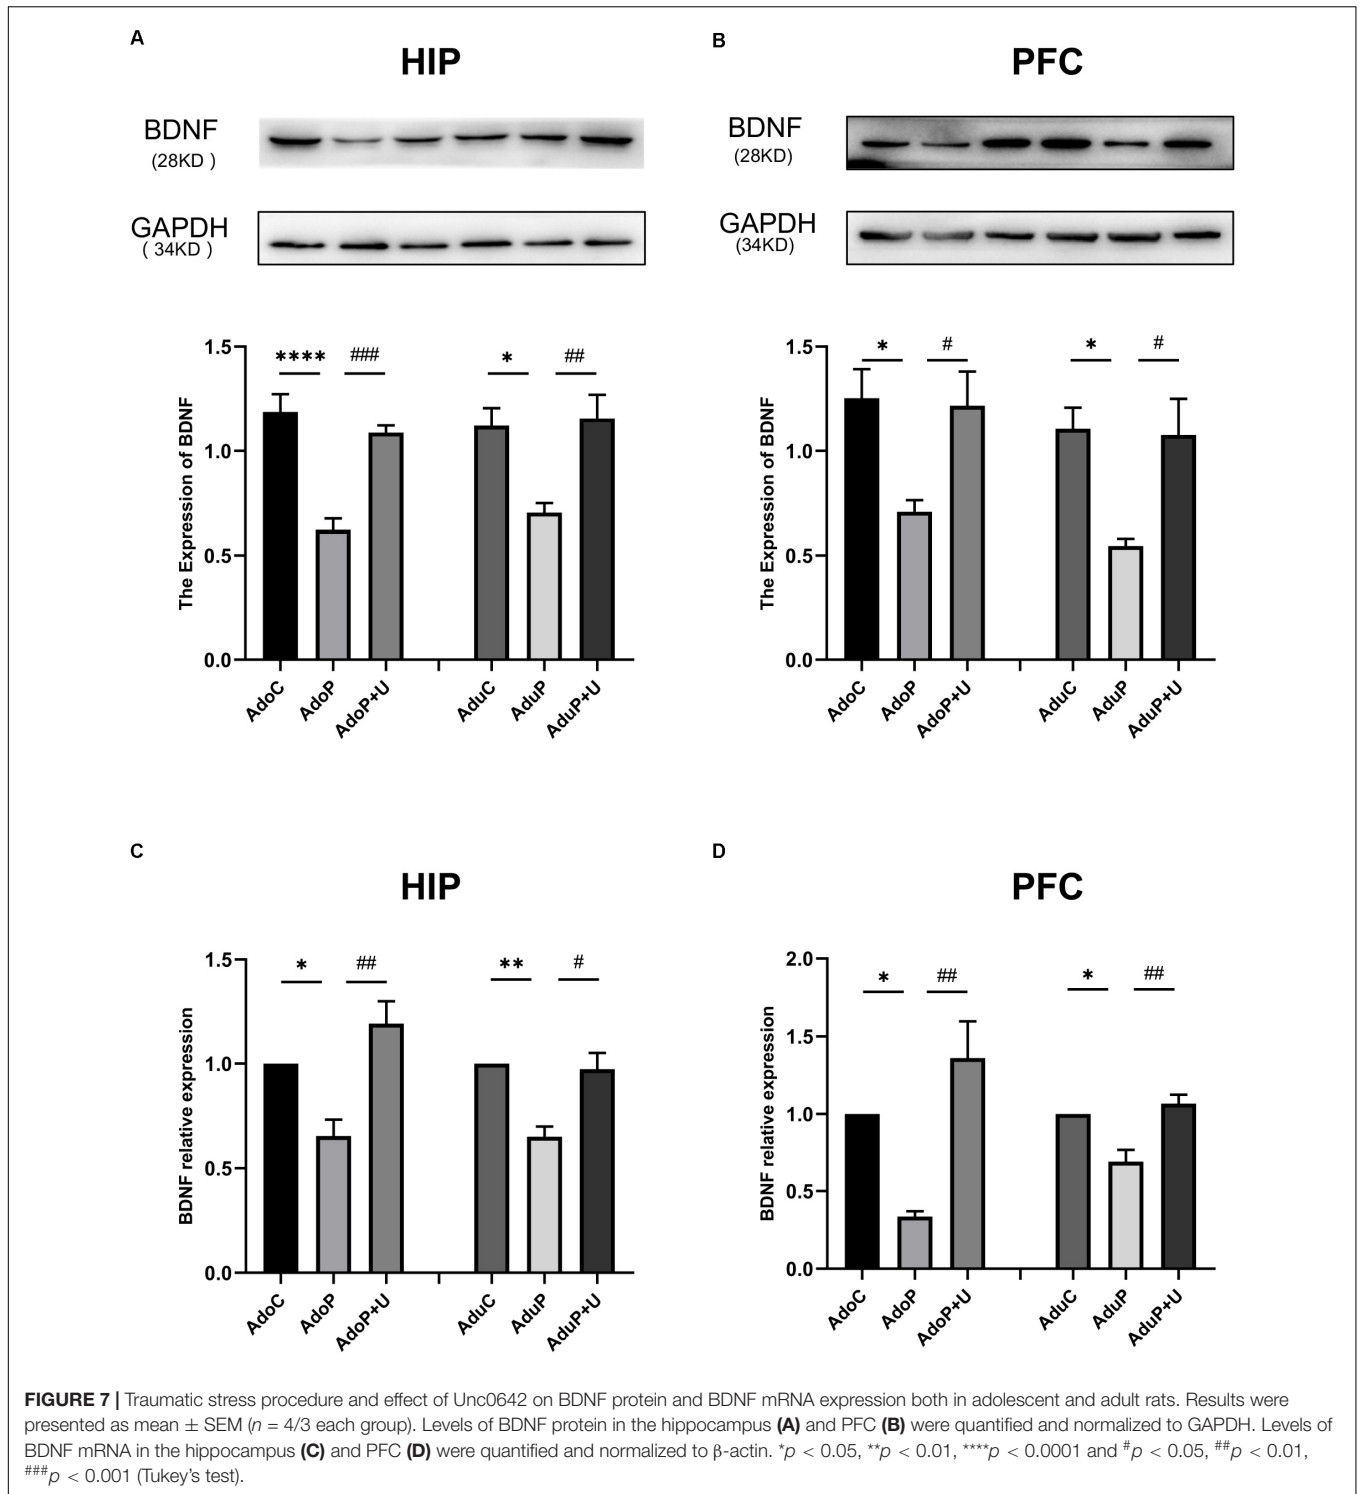 A
HIP
BDNF
(28KD )
GAPDH
( 34KD )
1.5
1.0
0.5
0.0
The Expression of BDNF
**** ### * ##
AdoC AdoP AdoP+U AduC AduP AduP+U
B
PFC
BDNF
(28KD)
GAPDH
(34KD)
1.5
1.0
0.5
0.0
The Expression of BDNF
* # * #
AdoC AdoP AdoP+U AduC AduP AduP+U
C
HIP
1.5
1.0
0.5
0.0
BDNF relative expression
* ## ** #
AdoC AdoP AdoP+U AduC AduP AduP+U
D
PFC
2.0
1.5
1.0
0.5
0.0
BDNF relative expression
* ## * ##
AdoC AdoP AdoP+U AduC AduP AduP+U
FIGURE 7 | Traumatic stress procedure and effect of Unc0642 on BDNF protein and BDNF mRNA expression both in adolescent and adult rats. Results were
presented as mean ± SEM (n = 4/3 each group). Levels of BDNF protein in the hippocampus (A) and PFC (B) were quantified and normalized to GAPDH. Levels of
BDNF mRNA in the hippocampus (C) and PFC (D) were quantified and normalized to β-actin. *p < 0.05, **p < 0.01, ****p < 0.0001 and #p < 0.05, ##p < 0.01,
###p < 0.001 (Tukey's test).